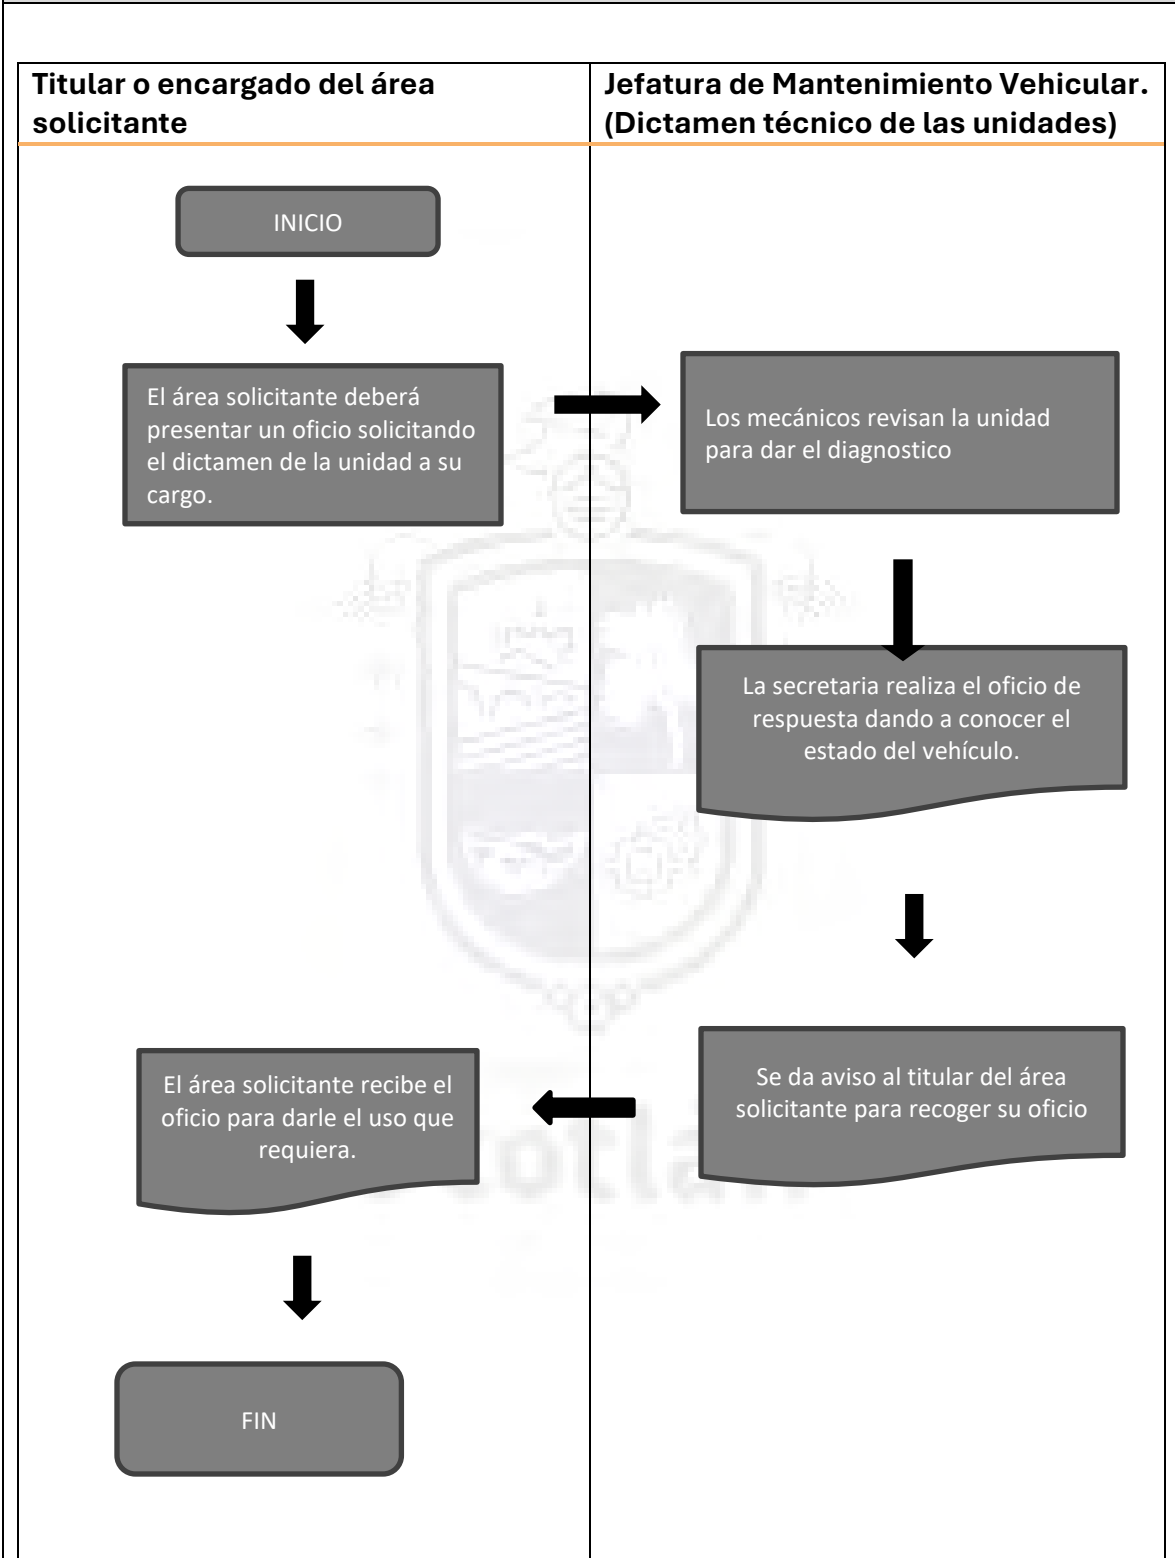 Titular o encargado del área
solicitante
Jefatura de Mantenimiento Vehicular.
(Dictamen técnico de las unidades)
INICIO
El área solicitante deberá
presentar un oficio solicitando
el dictamen de la unidad a su
cargo.
Los mecánicos revisan la unidad
para dar el diagnostico
La secretaria realiza el oficio de
respuesta dando a conocer el
estado del vehículo.
Se da aviso al titular del área
solicitante para recoger su oficio
El área solicitante recibe el
oficio para darle el uso que
requiera.
FIN